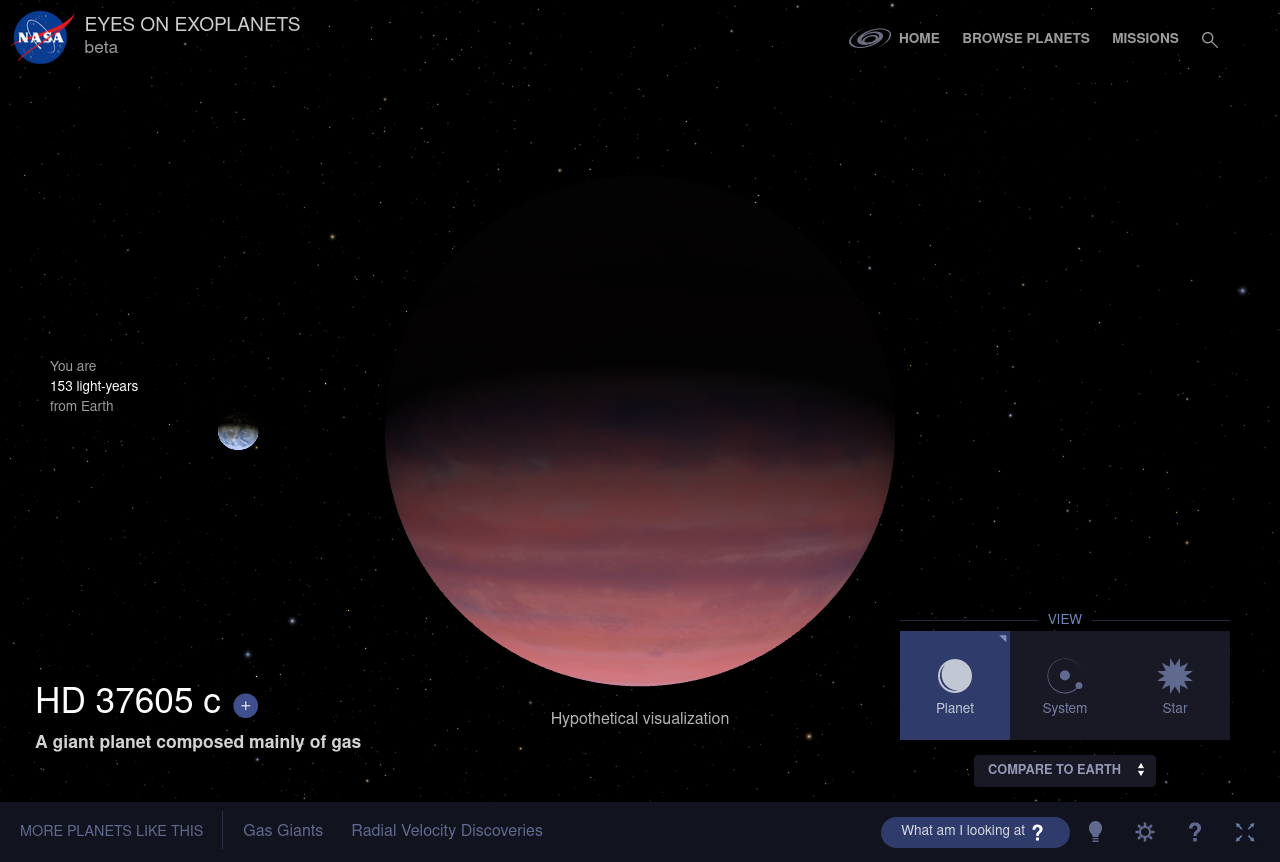 NASA
EYES ON EXOPLANETS
beta
HOME
BROWSE PLANETS
MISSIONS
You are
153 light-years
from Earth
HD 37605 c +
A giant planet composed mainly of gas
Hypothetical visualization
VIEW
Planet
System
Star
COMPARE TO EARTH
MORE PLANETS LIKE THIS
Gas Giants
Radial Velocity Discoveries
What am I looking at ?
?